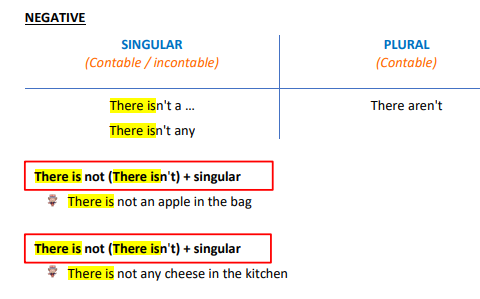 NEGATIVE
SINGULAR PLURAL
(Contable / incontable) (Contable)
There isn't a … There aren't
There isn't any
There is not (There isn't) + singular
There is not an apple in the bag
There is not (There isn't) + singular
There is not any cheese in the kitchen